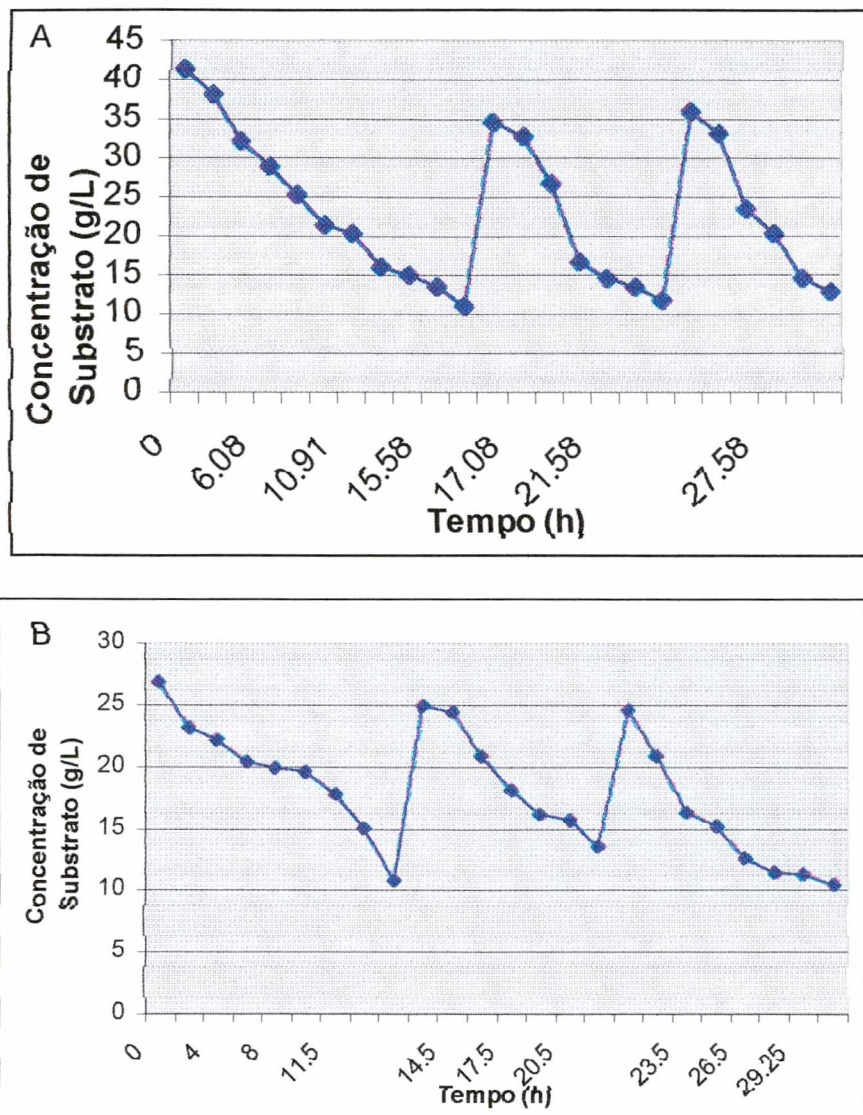 A
45
40
35
30
25
20
15
10
5
0
Concentração de
Substrato (g/L)
0 6.08 10.91 15.58 17.08 21.58 27.58
Tempo (h)
B
30
25
20
15
10
5
0
Concentração de
Substrato (g/L)
0 4 8 11.5 14.5 17.5 20.5 23.5 26.5 29.25
Tempo (h)